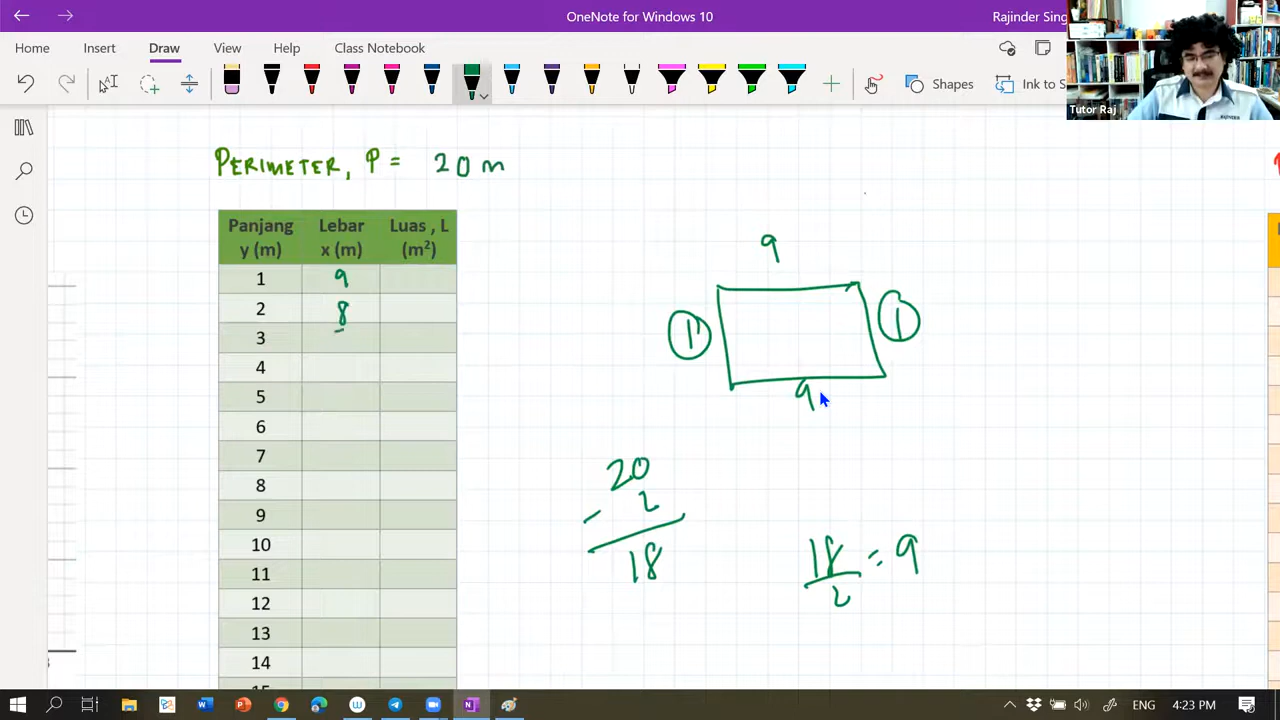 OneNote for Windows 10
Rajinder Sing
Home Insert Draw View Help Class Notebook
Shapes Ink to S
Tutor Raj
PERIMETER, P = 20 m
Panjang y (m) Lebar x (m) Luas , L (m²)
1 9
2 8
3
4
5
6
7
8
9
10
11
12
13
14
9
1 1
9
20
- 2
18
18/2 = 9
ENG 4:23 PM